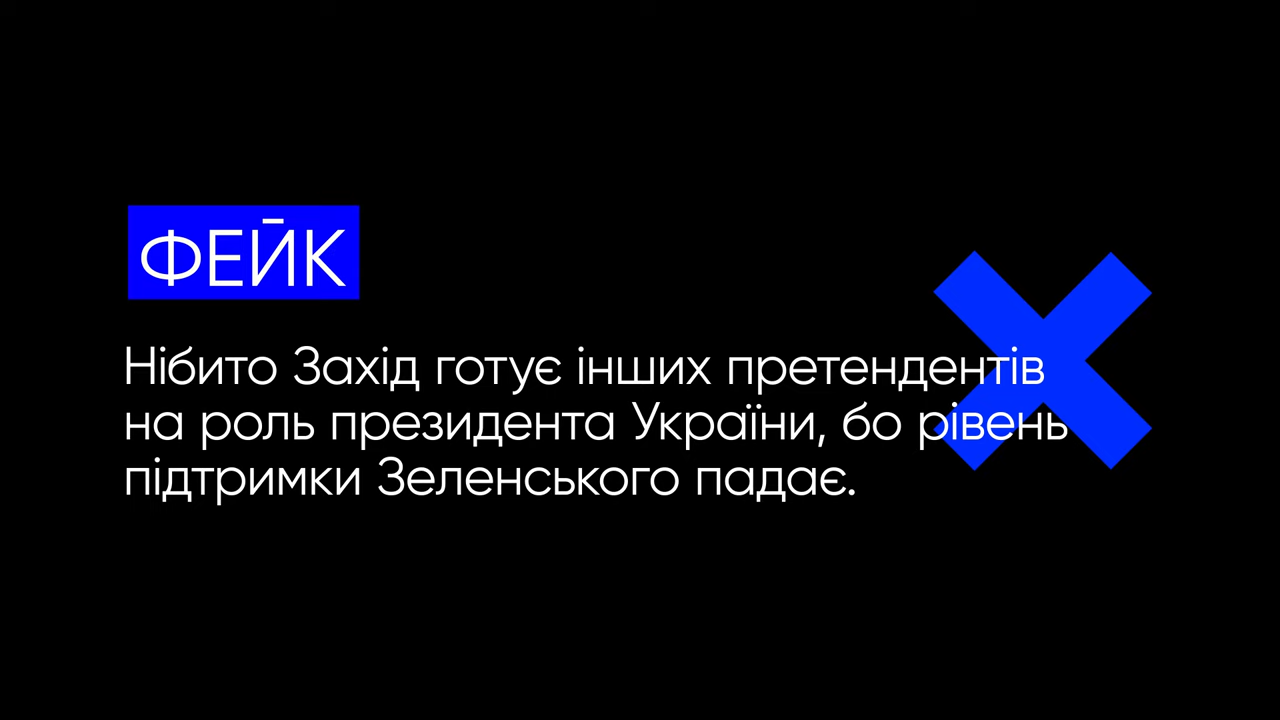 ФЕЙК
Нібито Захід готує інших претендентів
на роль президента України, бо рівень
підтримки Зеленського падає.